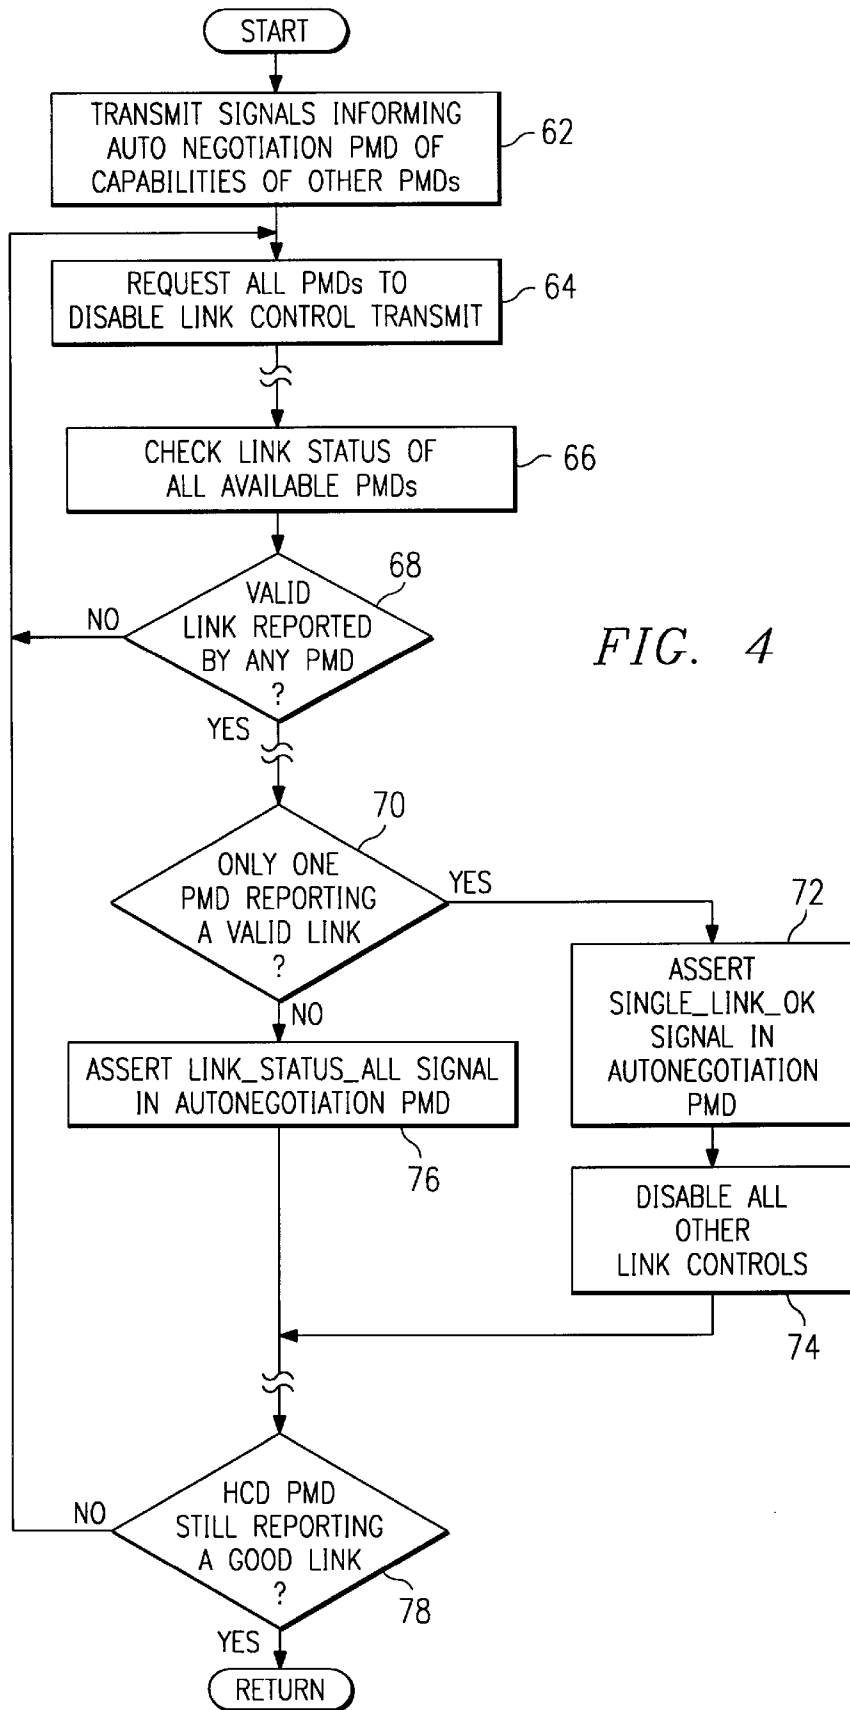 START
TRANSMIT SIGNALS INFORMING
AUTO NEGOTIATION PMD OF
CAPABILITIES OF OTHER PMDs
62
REQUEST ALL PMDs TO
DISABLE LINK CONTROL TRANSMIT
64
CHECK LINK STATUS OF
ALL AVAILABLE PMDs
66
68
VALID
LINK REPORTED
BY ANY PMD
?
NO
YES
FIG. 4
70
ONLY ONE
PMD REPORTING
A VALID LINK
?
YES
NO
72
ASSERT
SINGLE_LINK_OK
SIGNAL IN
AUTONEGOTIATION
PMD
ASSERT LINK_STATUS_ALL SIGNAL
IN AUTONEGOTIATION PMD
76
DISABLE ALL
OTHER
LINK CONTROLS
74
HCD PMD
STILL REPORTING
A GOOD LINK
?
NO
78
YES
RETURN